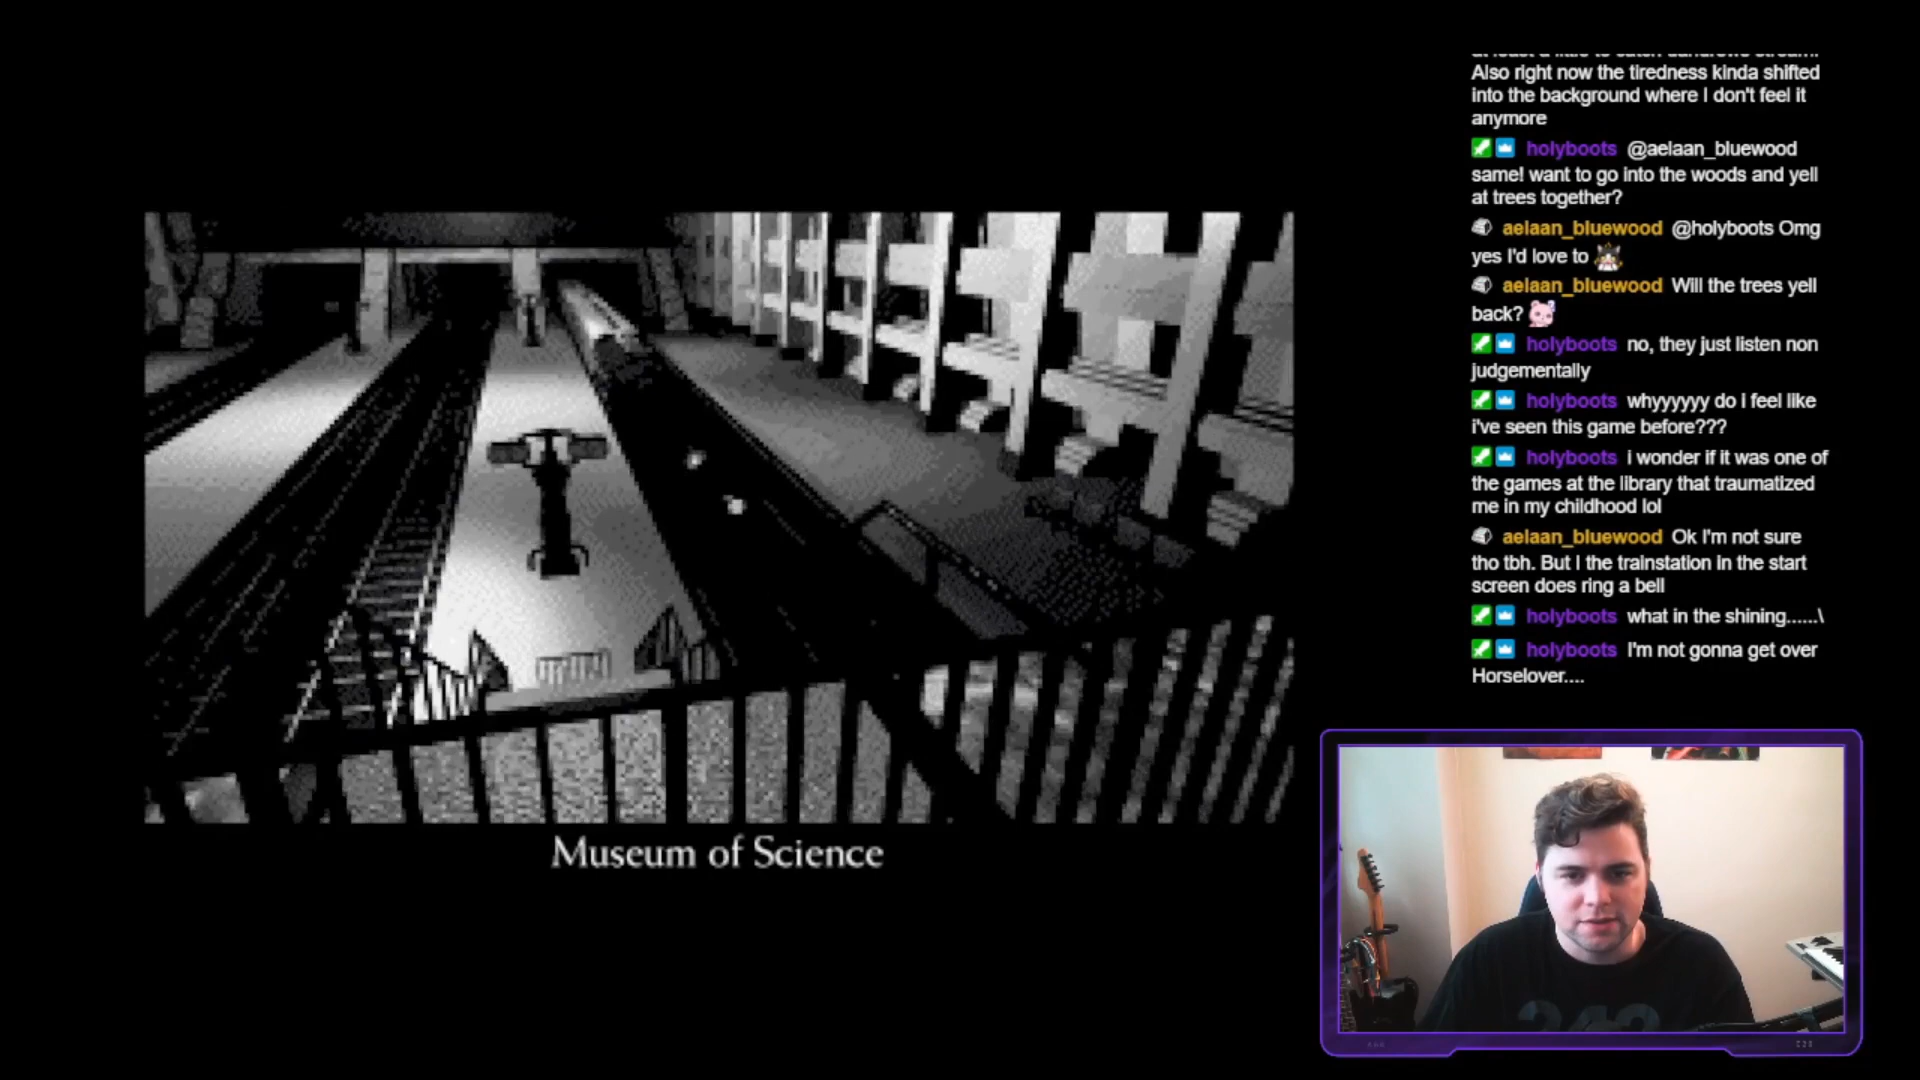 Also right now the tiredness kinda shifted
into the background where I don't feel it
anymore
holyboots @aelaan_bluewood
same! want to go into the woods and yell
at trees together?
aelaan_bluewood @holyboots Omg
yes I'd love to
aelaan_bluewood Will the trees yell
back?
holyboots no, they just listen non
judgementally
holyboots whyyyyyy do i feel like
i've seen this game before???
holyboots i wonder if it was one of
the games at the library that traumatized
me in my childhood lol
aelaan_bluewood Ok I'm not sure
tho tbh. But I the trainstation in the start
screen does ring a bell
holyboots what in the shining......\
holyboots I'm not gonna get over
Horselover....
Museum of Science